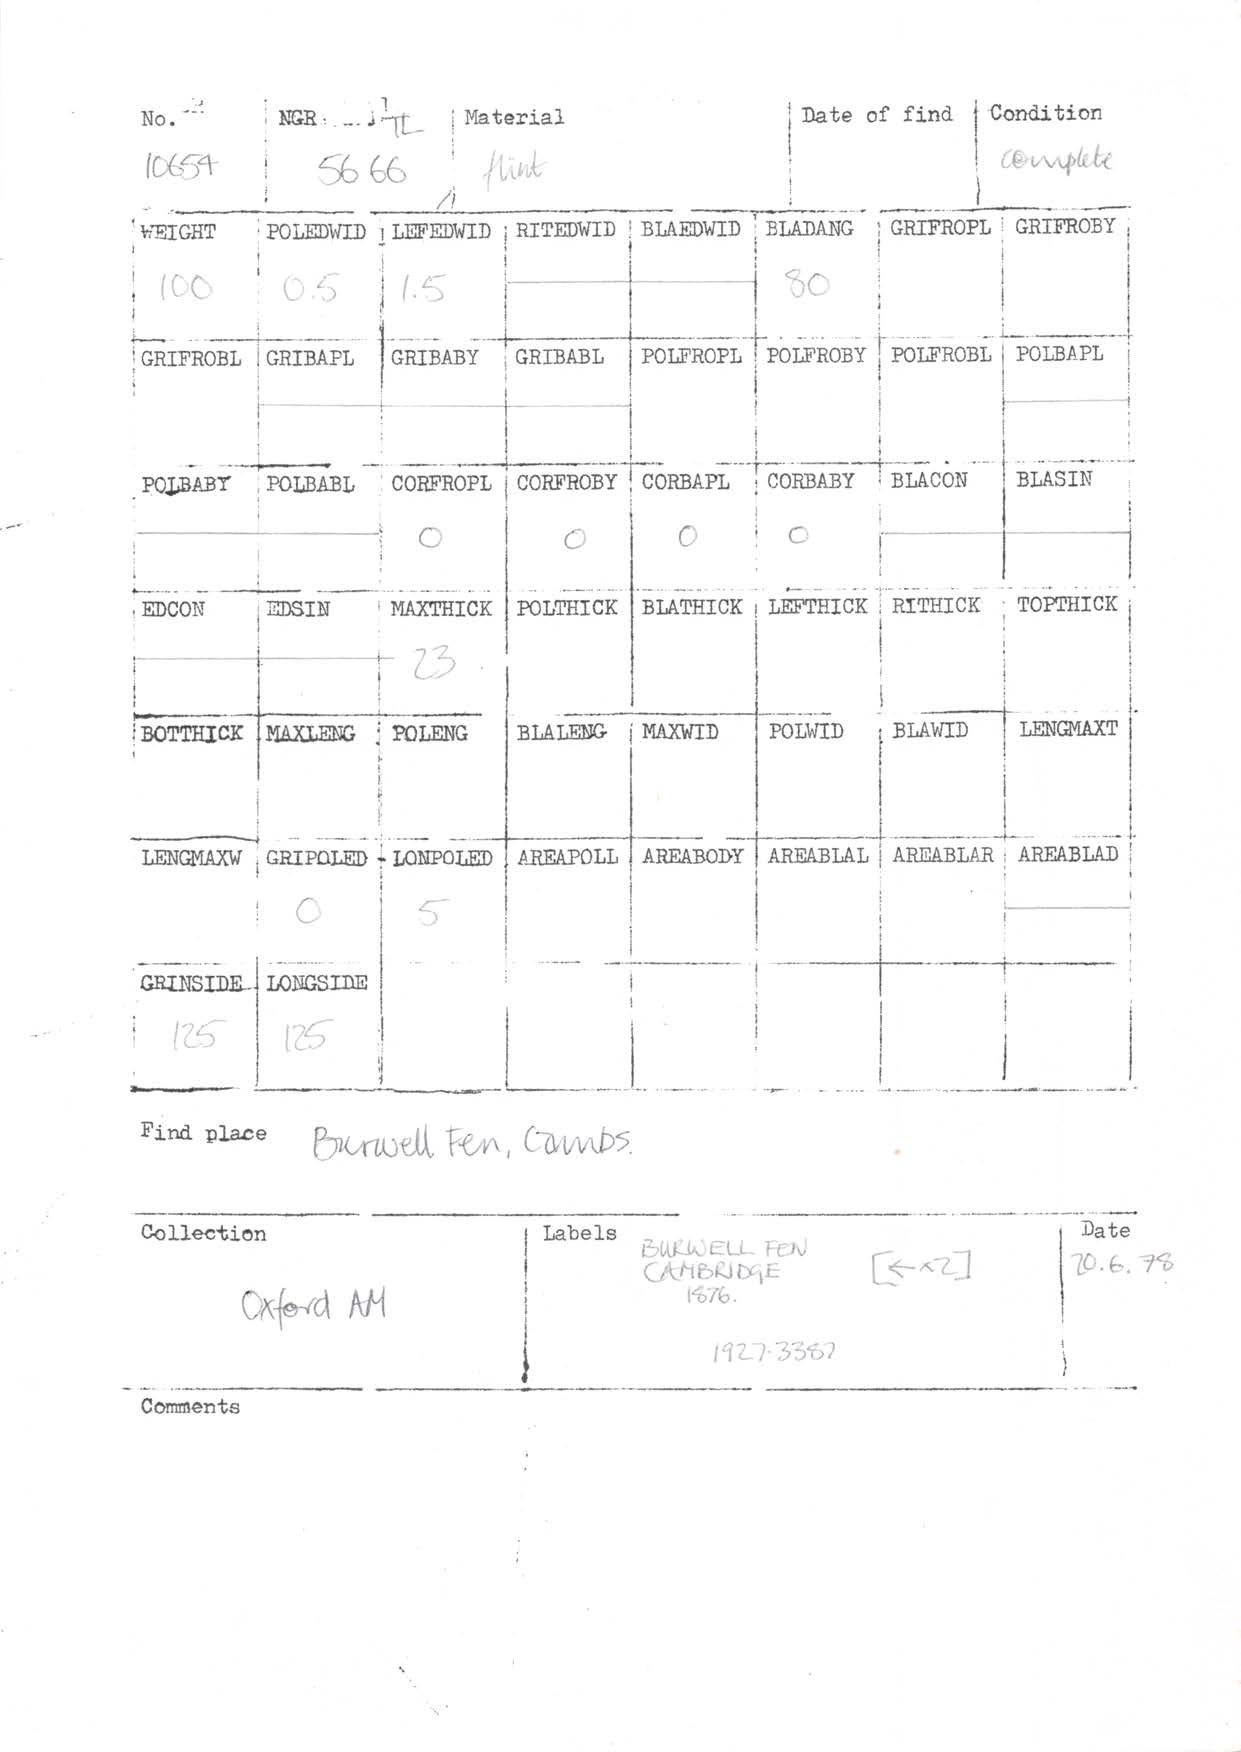 No. NGR: TL Material Date of find Condition
10654 56 66 flint complete
WEIGHT POLEDWID LEFEDWID RITEDWID BLAEDWID BLADANG GRIFROPL GRIFROBY
100 0.5 1.5 80
GRIFROBL GRIBAPL GRIBABY GRIBABL POLFROPL POLFROBY POLFROBL POLBAPL
POLBABY POLBABL CORFROPL CORFROBY CORBAPL CORBABY BLACON BLASIN
0 0 0 0
EDCON EDSIN MAXTHICK POLTHICK BLATHICK LEFTHICK RITHICK TOPTHICK
23
BOTTHICK MAXLENG POLENG BLALENG MAXWID POLWID BLAWID LENGMAXT
LENGMAXW GRIPOLED LONPOLED AREAPOLL AREABODY AREABLAL AREABLAR AREABLAD
0 5
GRINSIDE LONGSIDE
125 125
Find place Burwell Fen, Cambs.
Collection Labels Date
BURWELL FEN
CAMBRIDGE [←x2] 20.6.78
1876.
Oxford AM
1927.3387
Comments